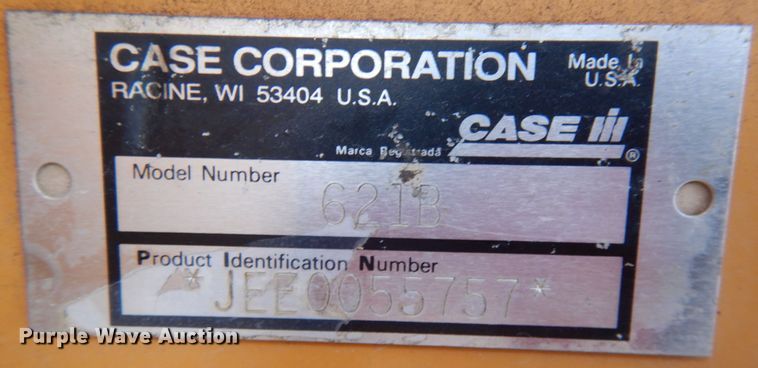 CASE CORPORATION
Made in
U.S.A.
RACINE, WI 53404 U.S.A.
CASE IH
Marca Registrada
®
Model Number
621B
Product Identification Number
*JEE0055757*
Purple Wave Auction